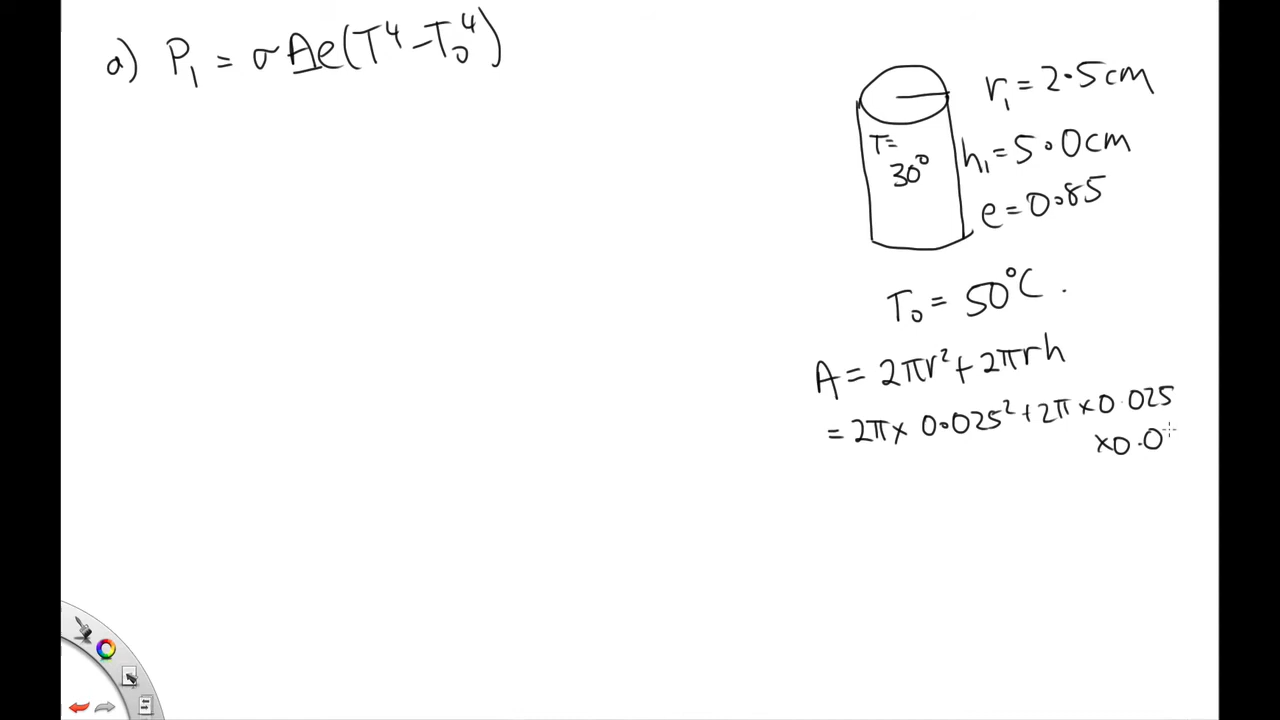 a) P₁ = σAe(T⁴ - T₀⁴)
r₁ = 2.5cm
T=
30°
h₁ = 5.0cm
e = 0.85
T₀ = 50°C.
A = 2πr² + 2πrh
= 2π× 0.025² + 2π × 0.025
×0.0